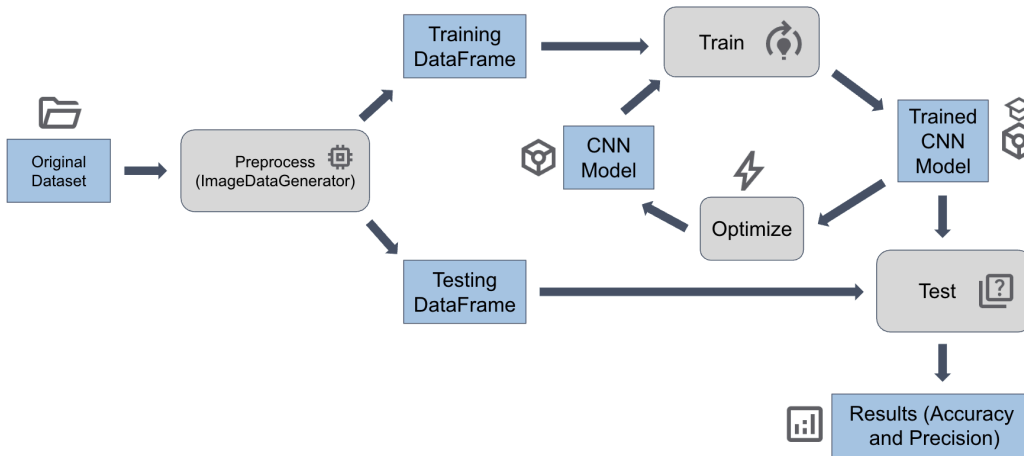 Training
DataFrame
Train
Original
Dataset
Preprocess
(ImageDataGenerator)
CNN
Model
Trained
CNN
Model
Optimize
Testing
DataFrame
Test
?
Results (Accuracy
and Precision)